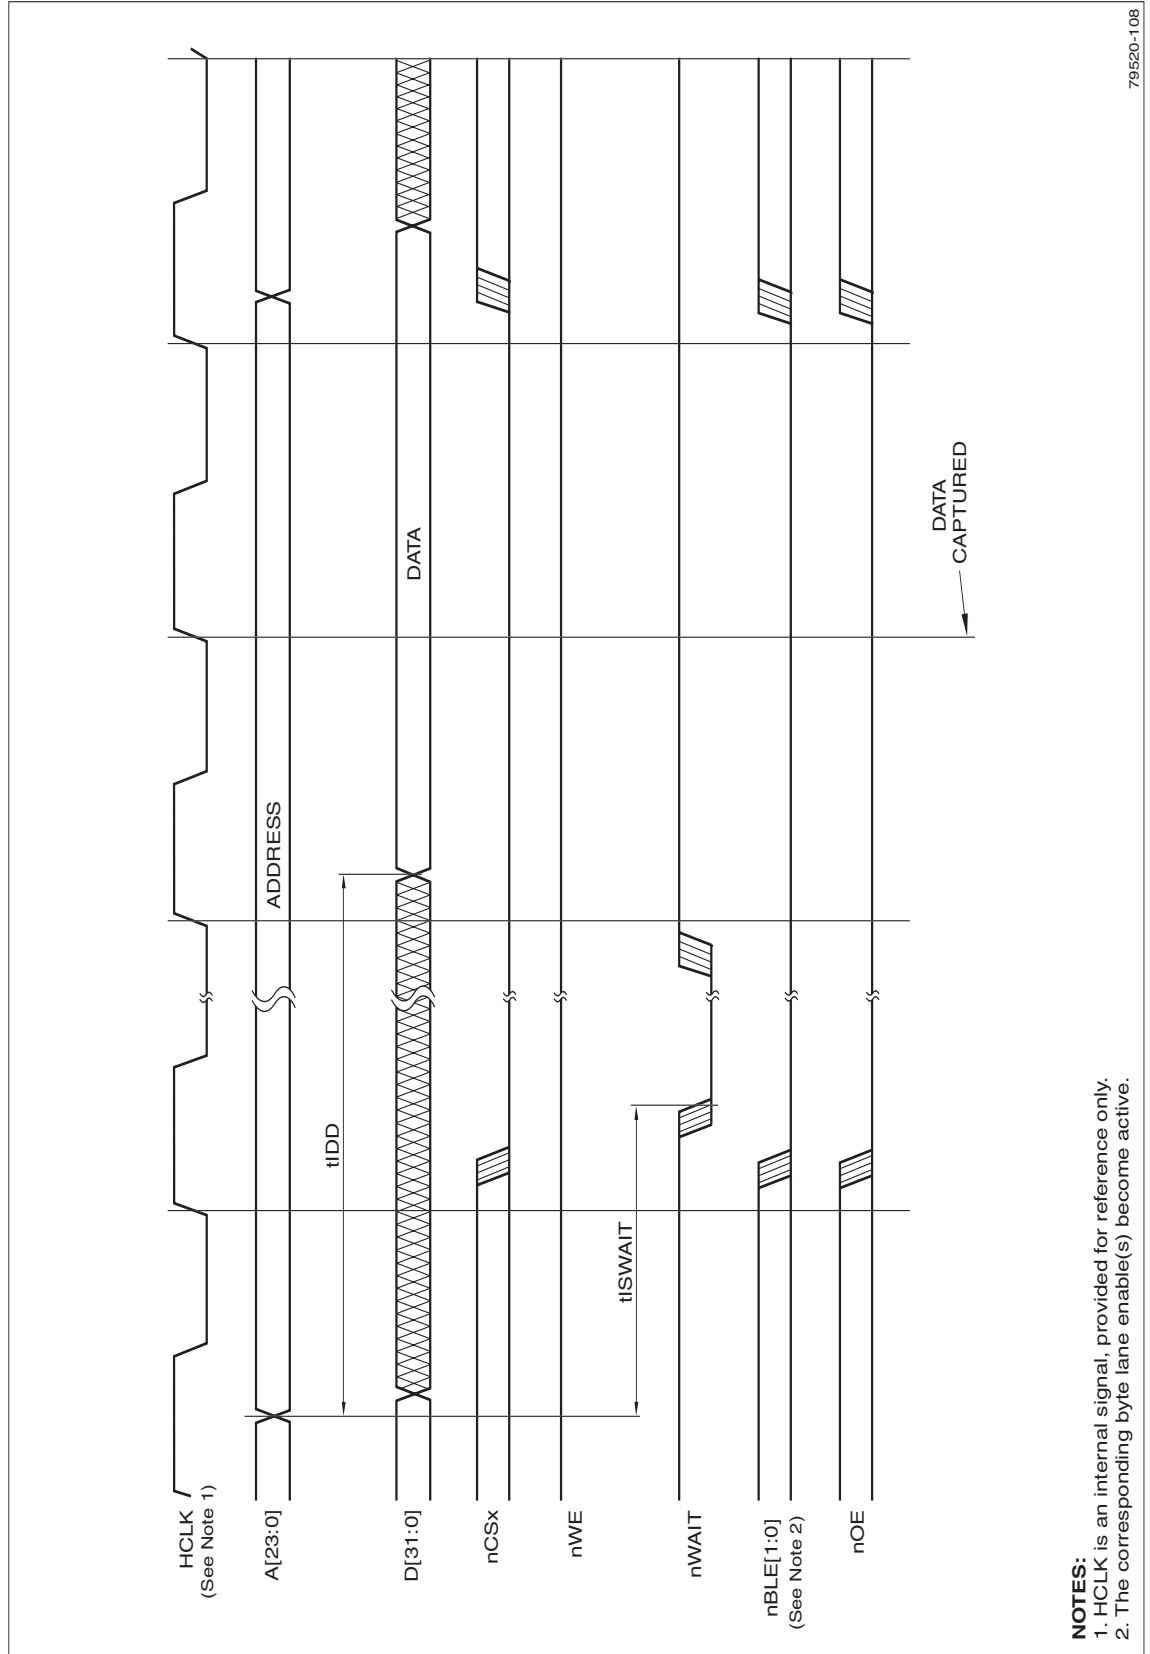 HCLK
(See Note 1)
A[23:0]
ADDRESS
tIDD
D[31:0]
DATA
nCSx
nWE
tISWAIT
nWAIT
nBLE[1:0]
(See Note 2)
nOE
DATA
CAPTURED
NOTES:
1. HCLK is an internal signal, provided for reference only.
2. The corresponding byte lane enable(s) become active.
79520-108